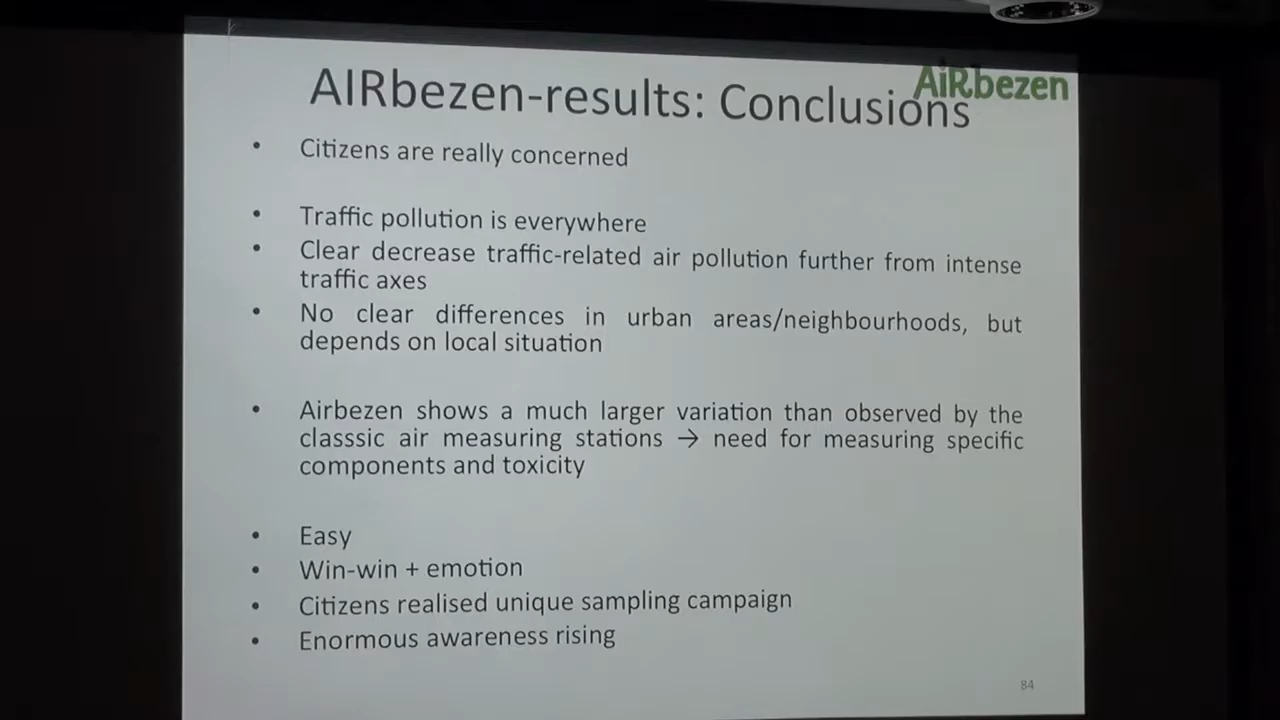 AIRbezen-results: Conclusions
AiRbezen
• Citizens are really concerned
• Traffic pollution is everywhere
• Clear decrease traffic-related air pollution further from intense
traffic axes
• No clear differences in urban areas/neighbourhoods, but
depends on local situation
• Airbezen shows a much larger variation than observed by the
classsic air measuring stations → need for measuring specific
components and toxicity
• Easy
• Win-win + emotion
• Citizens realised unique sampling campaign
• Enormous awareness rising
84